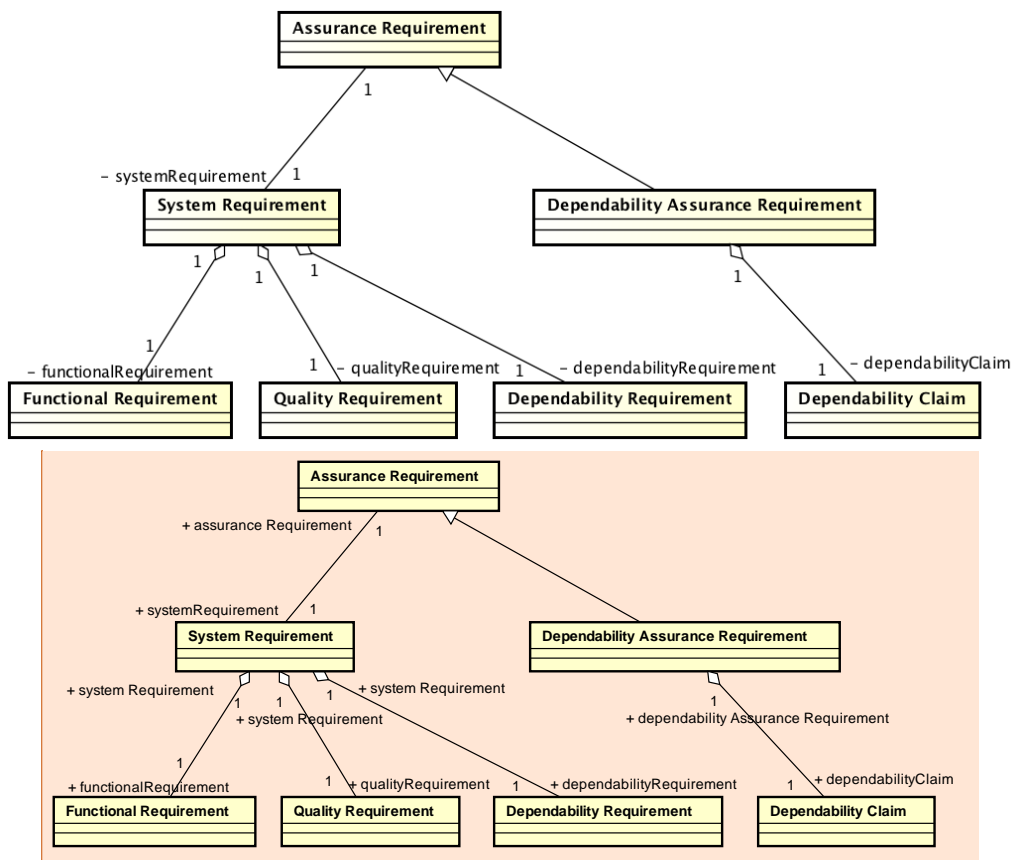 Assurance Requirement
1
- systemRequirement 1
System Requirement
Dependability Assurance Requirement
1 1 1 1
1
- functionalRequirement
1 - qualityRequirement
1 - dependabilityRequirement
1 - dependabilityClaim
Functional Requirement
Quality Requirement
Dependability Requirement
Dependability Claim
Assurance Requirement
+ assurance Requirement 1
+ systemRequirement 1
System Requirement
Dependability Assurance Requirement
+ system Requirement 1
1
+ system Requirement
1 + system Requirement
1
+ dependability Assurance Requirement
1
+ functionalRequirement
1 + qualityRequirement
1 + dependabilityRequirement
1 + dependabilityClaim
Functional Requirement
Quality Requirement
Dependability Requirement
Dependability Claim